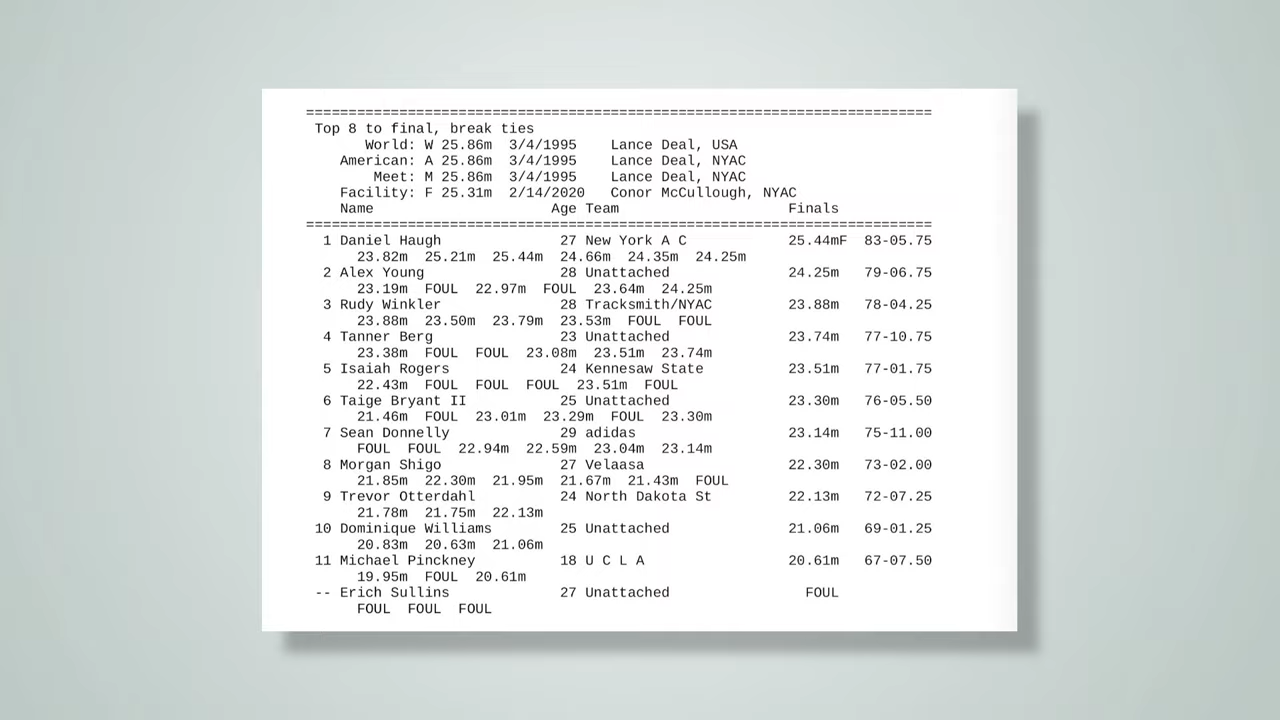 ==========================================================================
Top 8 to final, break ties
World: W 25.86m 3/4/1995 Lance Deal, USA
American: A 25.86m 3/4/1995 Lance Deal, NYAC
Meet: M 25.86m 3/4/1995 Lance Deal, NYAC
Facility: F 25.31m 2/14/2020 Conor McCullough, NYAC
Name Age Team Finals
==========================================================================
1 Daniel Haugh 27 New York A C 25.44mF 83-05.75
23.82m 25.21m 25.44m 24.66m 24.35m 24.25m
2 Alex Young 28 Unattached 24.25m 79-06.75
23.19m FOUL 22.97m FOUL 23.64m 24.25m
3 Rudy Winkler 28 Tracksmith/NYAC 23.88m 78-04.25
23.88m 23.50m 23.79m 23.53m FOUL FOUL
4 Tanner Berg 23 Unattached 23.74m 77-10.75
23.38m FOUL FOUL 23.08m 23.51m 23.74m
5 Isaiah Rogers 24 Kennesaw State 23.51m 77-01.75
22.43m FOUL FOUL FOUL 23.51m FOUL
6 Taige Bryant II 25 Unattached 23.30m 76-05.50
21.46m FOUL 23.01m 23.29m FOUL 23.30m
7 Sean Donnelly 29 adidas 23.14m 75-11.00
FOUL FOUL 22.94m 22.59m 23.04m 23.14m
8 Morgan Shigo 27 Velaasa 22.30m 73-02.00
21.85m 22.30m 21.95m 21.67m 21.43m FOUL
9 Trevor Otterdahl 24 North Dakota St 22.13m 72-07.25
21.78m 21.75m 22.13m
10 Dominique Williams 25 Unattached 21.06m 69-01.25
20.83m 20.63m 21.06m
11 Michael Pinckney 18 U C L A 20.61m 67-07.50
19.95m FOUL 20.61m
-- Erich Sullins 27 Unattached FOUL
FOUL FOUL FOUL